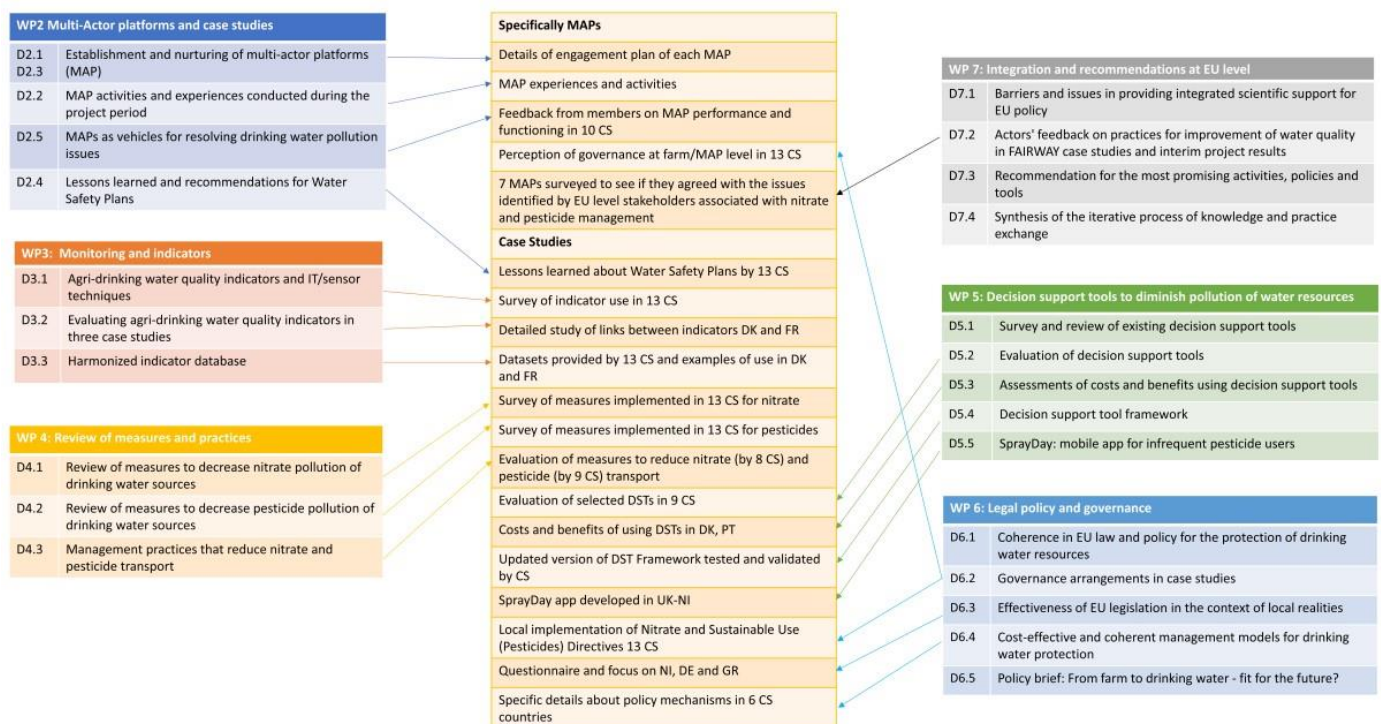 WP2 Multi-Actor platforms and case studies
D2.1 Establishment and nurturing of multi-actor platforms
D2.3 (MAP)
D2.2 MAP activities and experiences conducted during the
project period
D2.5 MAPs as vehicles for resolving drinking water pollution
issues
D2.4 Lessons learned and recommendations for Water
Safety Plans
WP3: Monitoring and indicators
D3.1 Agri-drinking water quality indicators and IT/sensor
techniques
D3.2 Evaluating agri-drinking water quality indicators in
three case studies
D3.3 Harmonized indicator database
WP 4: Review of measures and practices
D4.1 Review of measures to decrease nitrate pollution of
drinking water sources
D4.2 Review of measures to decrease pesticide pollution of
drinking water sources
D4.3 Management practices that reduce nitrate and
pesticide transport
Specifically MAPs
Details of engagement plan of each MAP
MAP experiences and activities
Feedback from members on MAP performance and
functioning in 10 CS
Perception of governance at farm/MAP level in 13 CS
7 MAPs surveyed to see if they agreed with the issues
identified by EU level stakeholders associated with nitrate
and pesticide management
Case Studies
Lessons learned about Water Safety Plans by 13 CS
Survey of indicator use in 13 CS
Detailed study of links between indicators DK and FR
Datasets provided by 13 CS and examples of use in DK
and FR
Survey of measures implemented in 13 CS for nitrate
Survey of measures implemented in 13 CS for pesticides
Evaluation of measures to reduce nitrate (by 8 CS) and
pesticide (by 9 CS) transport
Evaluation of selected DSTs in 9 CS
Costs and benefits of using DSTs in DK, PT
Updated version of DST Framework tested and validated
by CS
SprayDay app developed in UK-NI
Local implementation of Nitrate and Sustainable Use
(Pesticides) Directives 13 CS
Questionnaire and focus on NI, DE and GR
Specific details about policy mechanisms in 6 CS
countries
WP 7: Integration and recommendations at EU level
D7.1 Barriers and issues in providing integrated scientific support for
EU policy
D7.2 Actors' feedback on practices for improvement of water quality
in FAIRWAY case studies and interim project results
D7.3 Recommendation for the most promising activities, policies and
tools
D7.4 Synthesis of the iterative process of knowledge and practice
exchange
WP 5: Decision support tools to diminish pollution of water resources
D5.1 Survey and review of existing decision support tools
D5.2 Evaluation of decision support tools
D5.3 Assessments of costs and benefits using decision support tools
D5.4 Decision support tool framework
D5.5 SprayDay: mobile app for infrequent pesticide users
WP 6: Legal policy and governance
D6.1 Coherence in EU law and policy for the protection of drinking
water resources
D6.2 Governance arrangements in case studies
D6.3 Effectiveness of EU legislation in the context of local realities
D6.4 Cost-effective and coherent management models for drinking
water protection
D6.5 Policy brief: From farm to drinking water - fit for the future?